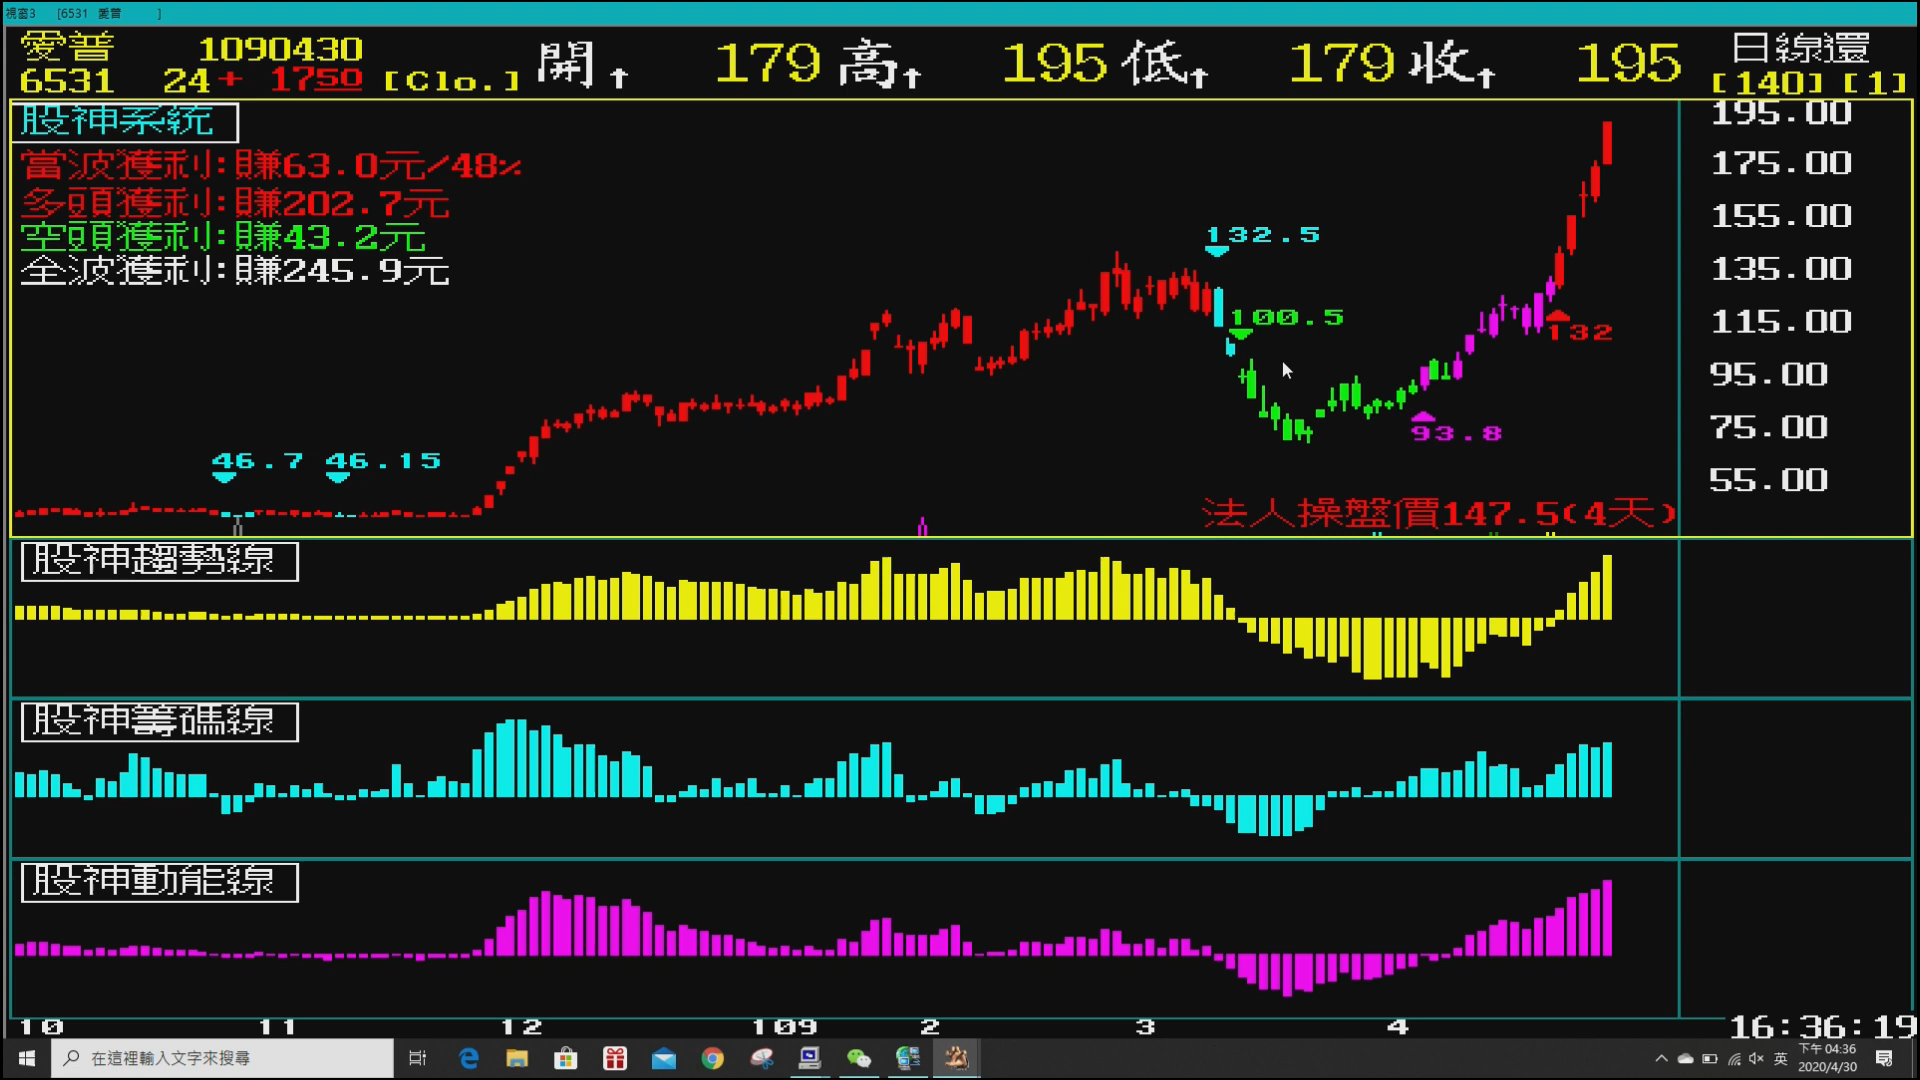 視窗3 [6531 愛普 ]
愛普 1090430
6531 24+ 1750 [Clo.]
開↑ 179 高↑ 195 低↑ 179 收↑ 195
日線還
[140] [1]
股神系統
當波獲利:賺63.0元/48%
多頭獲利:賺202.7元
空頭獲利:賺43.2元
全波獲利:賺245.9元
195.00
175.00
155.00
135.00
115.00
95.00
75.00
55.00
132.5
100.5
132
93.8
46.7 46.15
法人操盤價147.5(4天)
股神趨勢線
股神籌碼線
股神動能線
10 11 12 109 2 3 4
16:36:19
在這裡輸入文字來搜尋
英
下午 04:36
2020/4/30